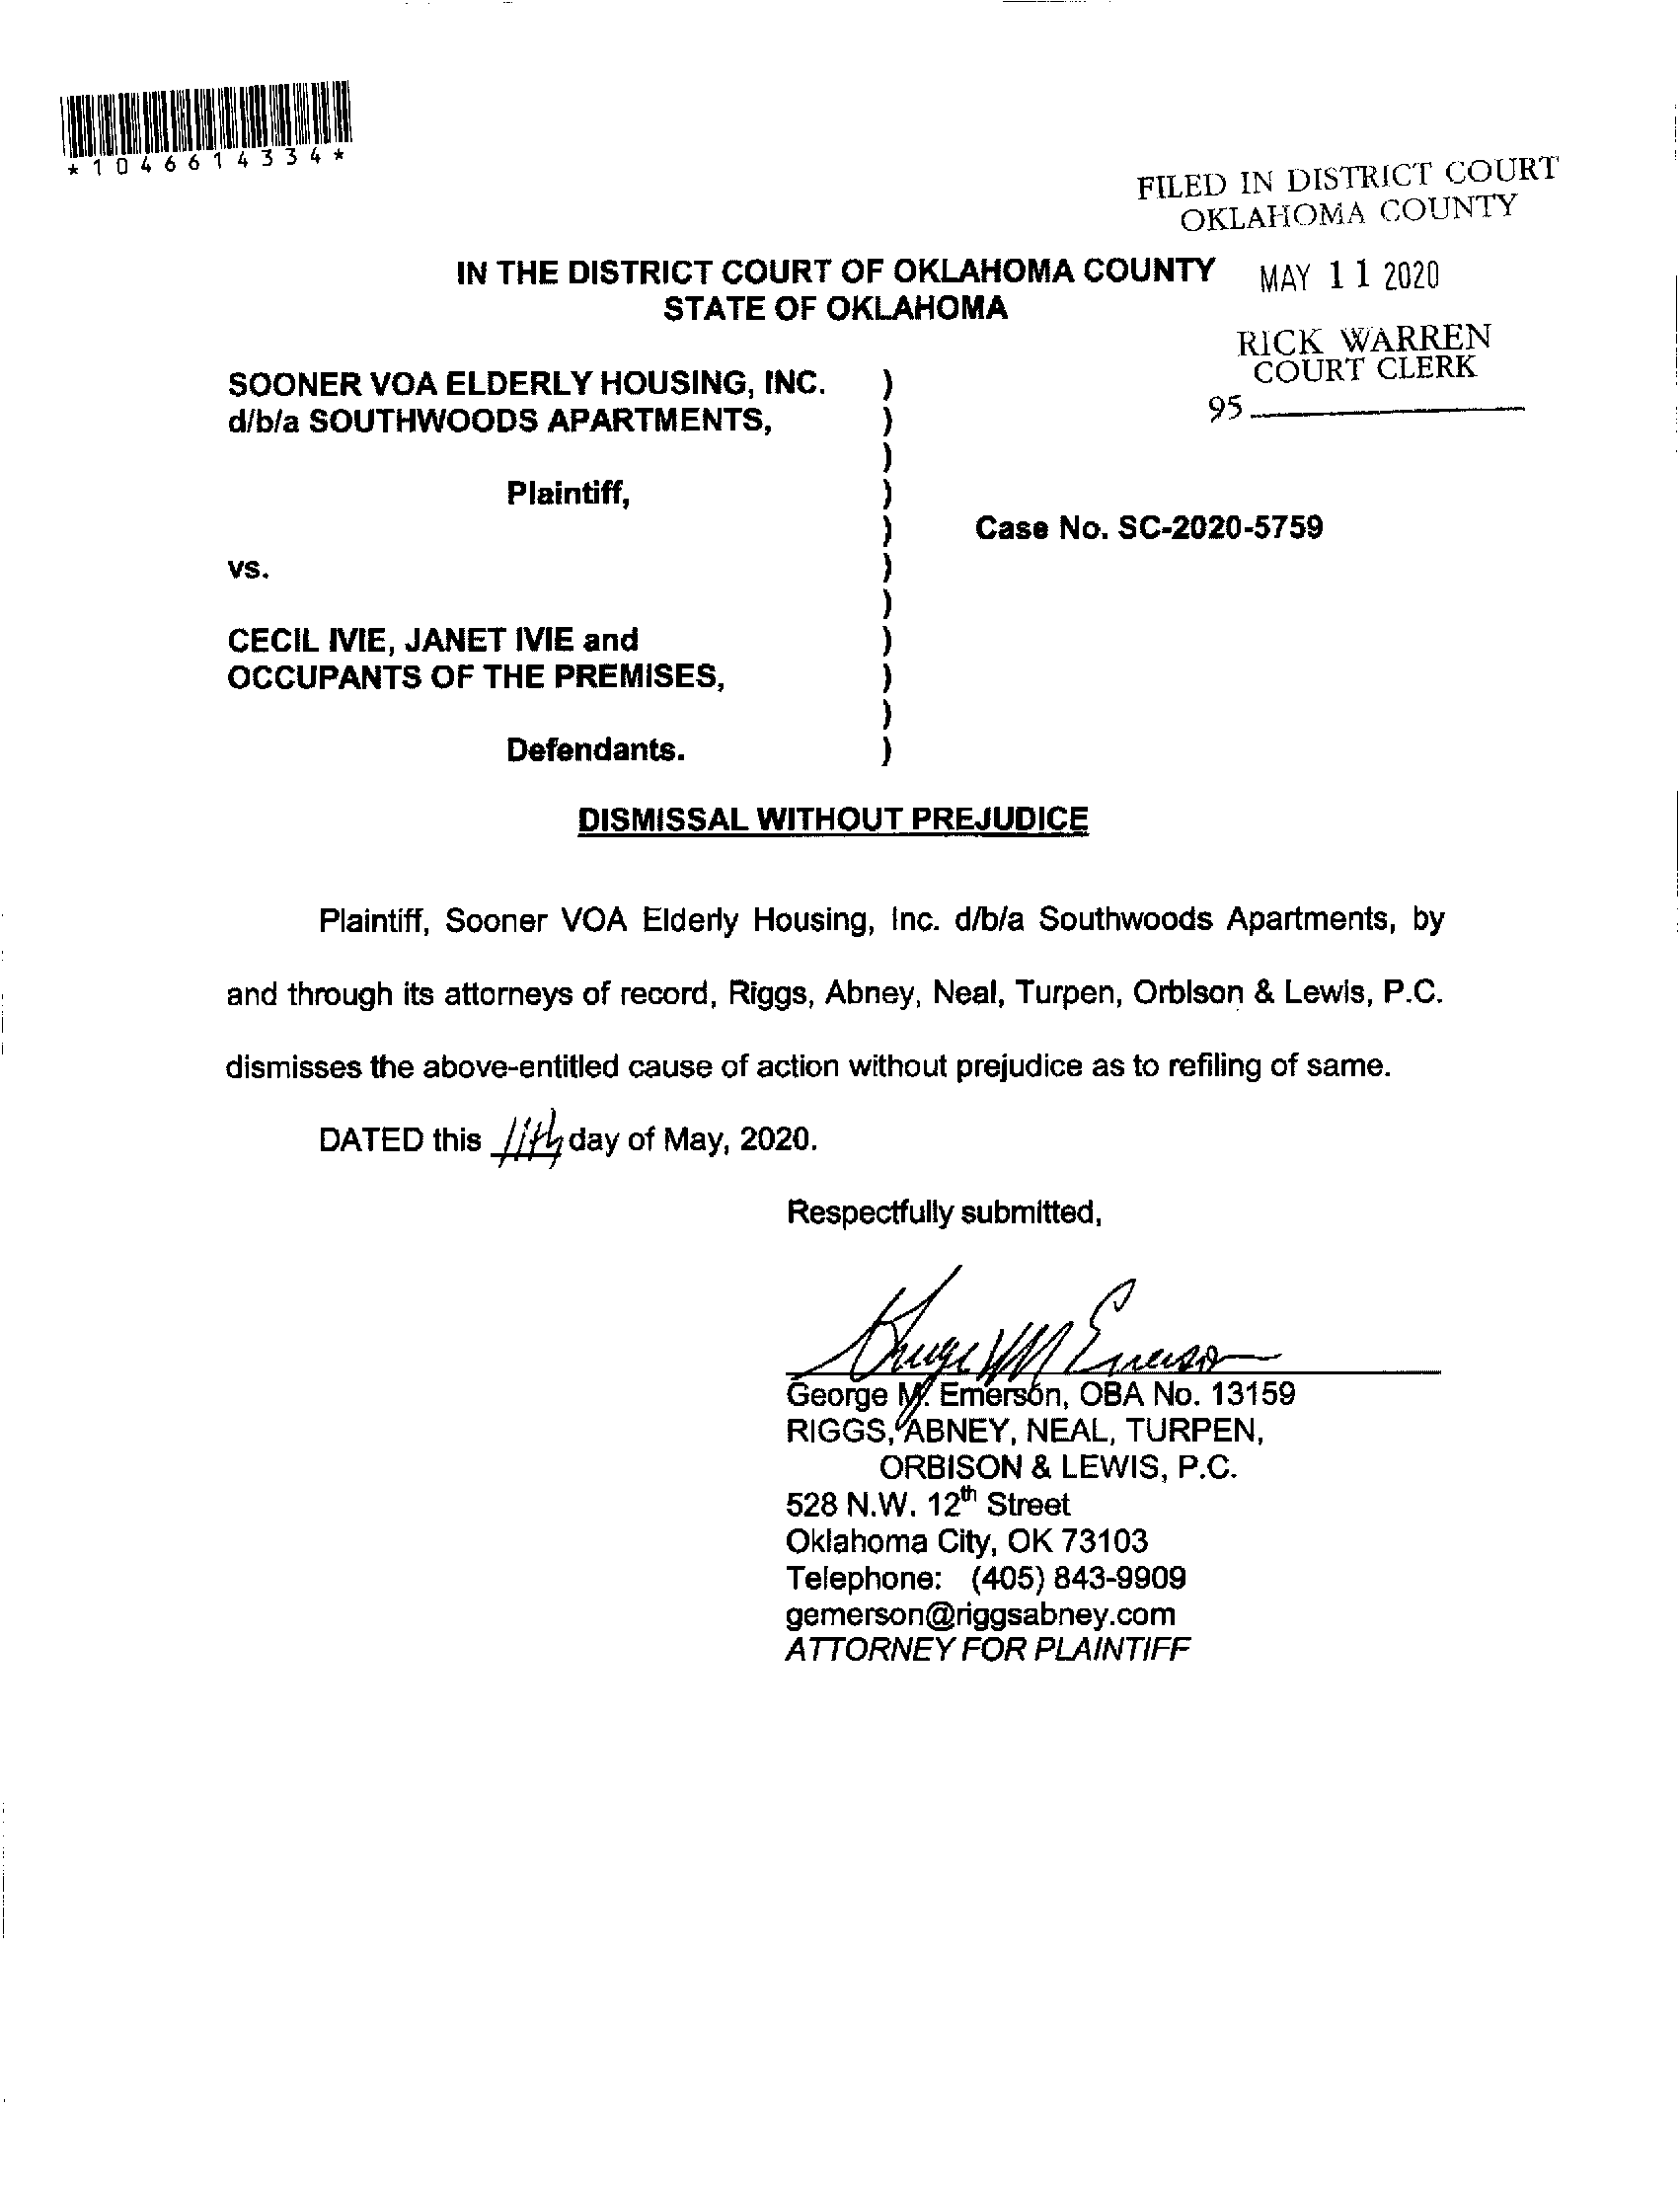 *1046614334*
FILED IN DISTRICT COURT
OKLAHOMA COUNTY
IN THE DISTRICT COURT OF OKLAHOMA COUNTY
STATE OF OKLAHOMA
MAY 11 2020
RICK WARREN
COURT CLERK
95
SOONER VOA ELDERLY HOUSING, INC. )
d/b/a SOUTHWOODS APARTMENTS, )
)
Plaintiff, )
) Case No. SC-2020-5759
vs. )
)
CECIL IVIE, JANET IVIE and )
OCCUPANTS OF THE PREMISES, )
)
Defendants. )
DISMISSAL WITHOUT PREJUDICE
Plaintiff, Sooner VOA Elderly Housing, Inc. d/b/a Southwoods Apartments, by
and through its attorneys of record, Riggs, Abney, Neal, Turpen, Orbison & Lewis, P.C.
dismisses the above-entitled cause of action without prejudice as to refiling of same.
DATED this 11th day of May, 2020.
Respectfully submitted,
George M Emerson
George M. Emerson, OBA No. 13159
RIGGS, ABNEY, NEAL, TURPEN,
ORBISON & LEWIS, P.C.
528 N.W. 12th Street
Oklahoma City, OK 73103
Telephone: (405) 843-9909
gemerson@riggsabney.com
ATTORNEY FOR PLAINTIFF